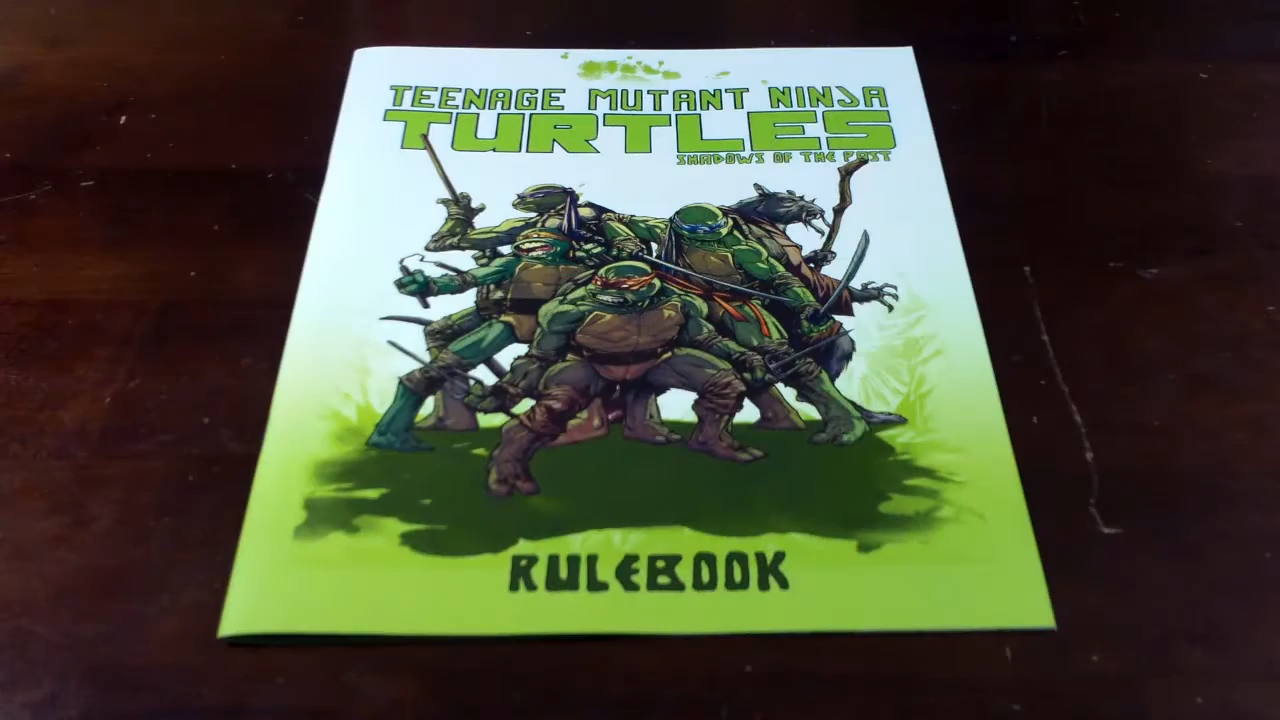 TEENAGE MUTANT NINJA
TURTLES
SHADOWS OF THE PAST
RULEBOOK